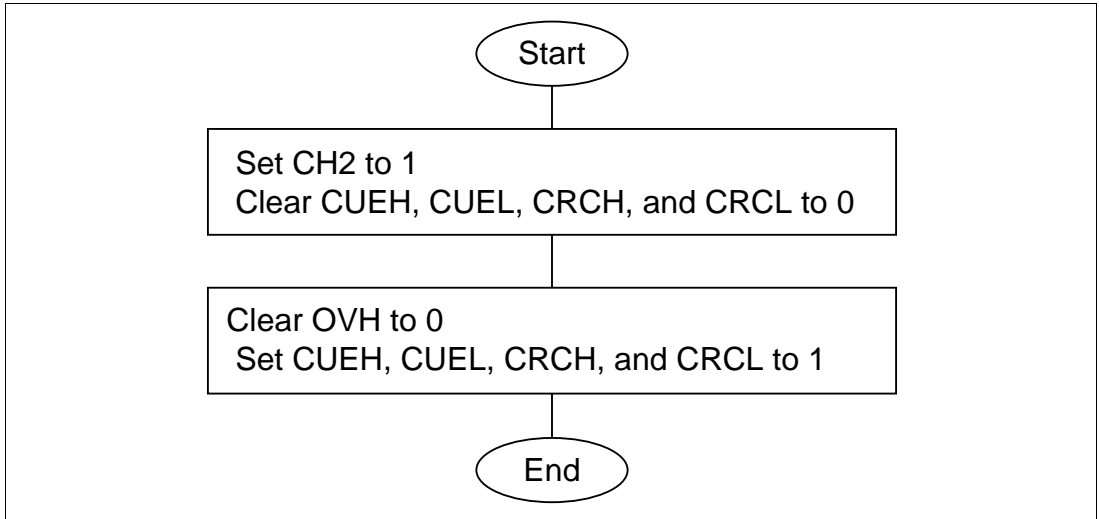 Start
Set CH2 to 1
Clear CUEH, CUEL, CRCH, and CRCL to 0
Clear OVH to 0
Set CUEH, CUEL, CRCH, and CRCL to 1
End